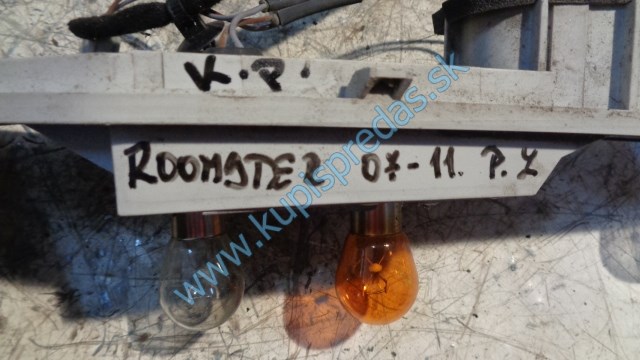 K.P.
ROOMSTER 07-11. P.Z
www.kupispredas.sk